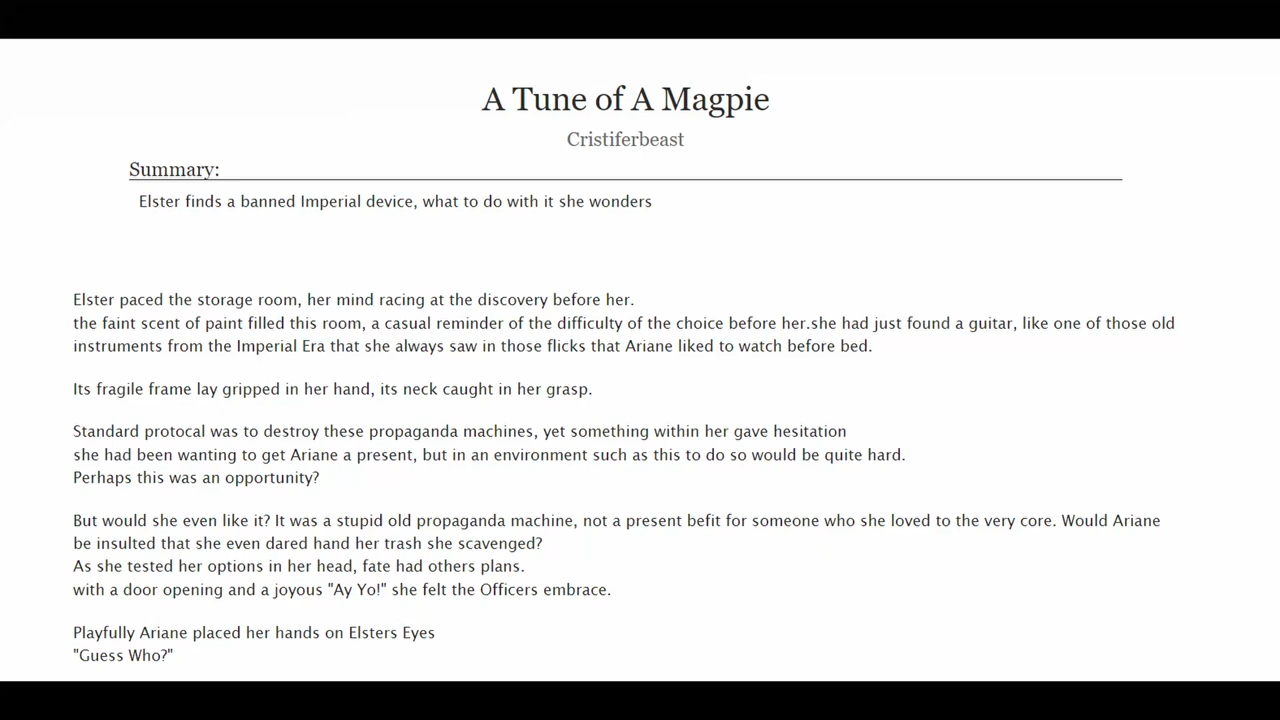 A Tune of A Magpie
Cristiferbeast
Summary:
Elster finds a banned Imperial device, what to do with it she wonders
Elster paced the storage room, her mind racing at the discovery before her.
the faint scent of paint filled this room, a casual reminder of the difficulty of the choice before her.she had just found a guitar, like one of those old
instruments from the Imperial Era that she always saw in those flicks that Ariane liked to watch before bed.
Its fragile frame lay gripped in her hand, its neck caught in her grasp.
Standard protocal was to destroy these propaganda machines, yet something within her gave hesitation
she had been wanting to get Ariane a present, but in an environment such as this to do so would be quite hard.
Perhaps this was an opportunity?
But would she even like it? It was a stupid old propaganda machine, not a present befit for someone who she loved to the very core. Would Ariane
be insulted that she even dared hand her trash she scavenged?
As she tested her options in her head, fate had others plans.
with a door opening and a joyous "Ay Yo!" she felt the Officers embrace.
Playfully Ariane placed her hands on Elsters Eyes
"Guess Who?"